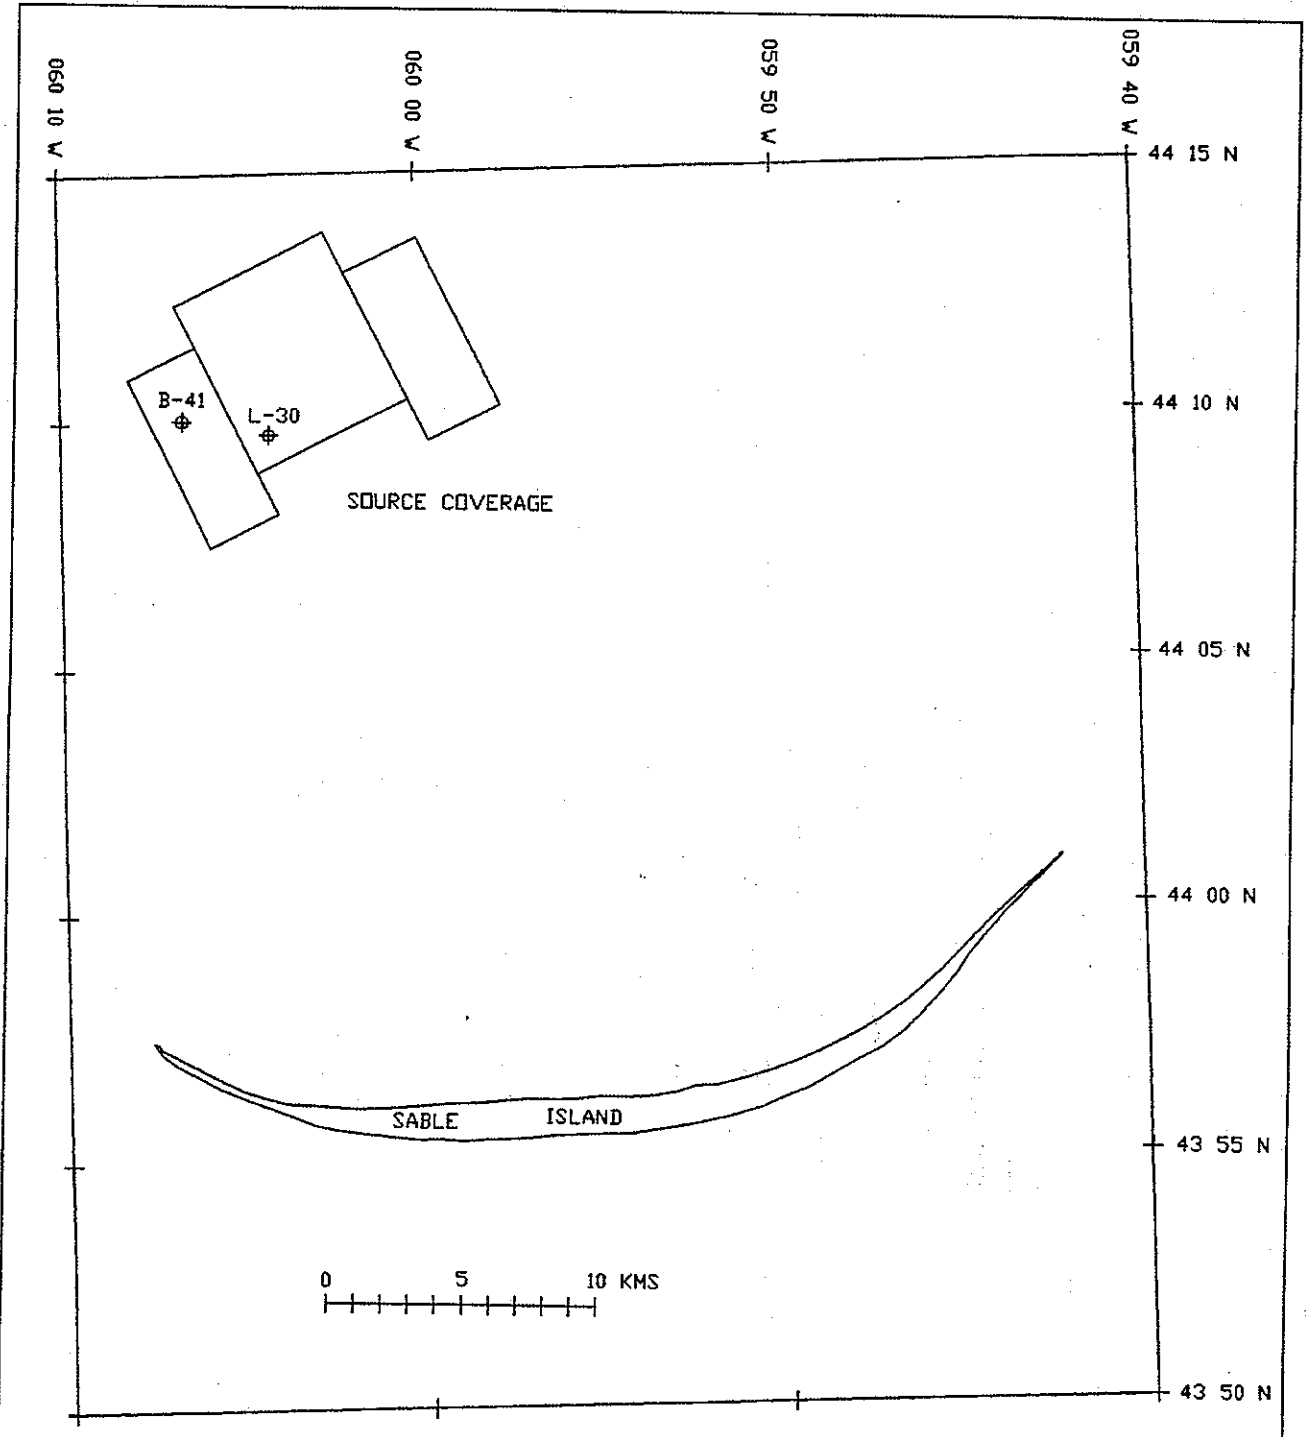 060 10 W
060 00 W
059 50 W
059 40 W
44 15 N
44 10 N
B-41
L-30
SOURCE COVERAGE
44 05 N
44 00 N
SABLE ISLAND
43 55 N
0 5 10 KMS
43 50 N